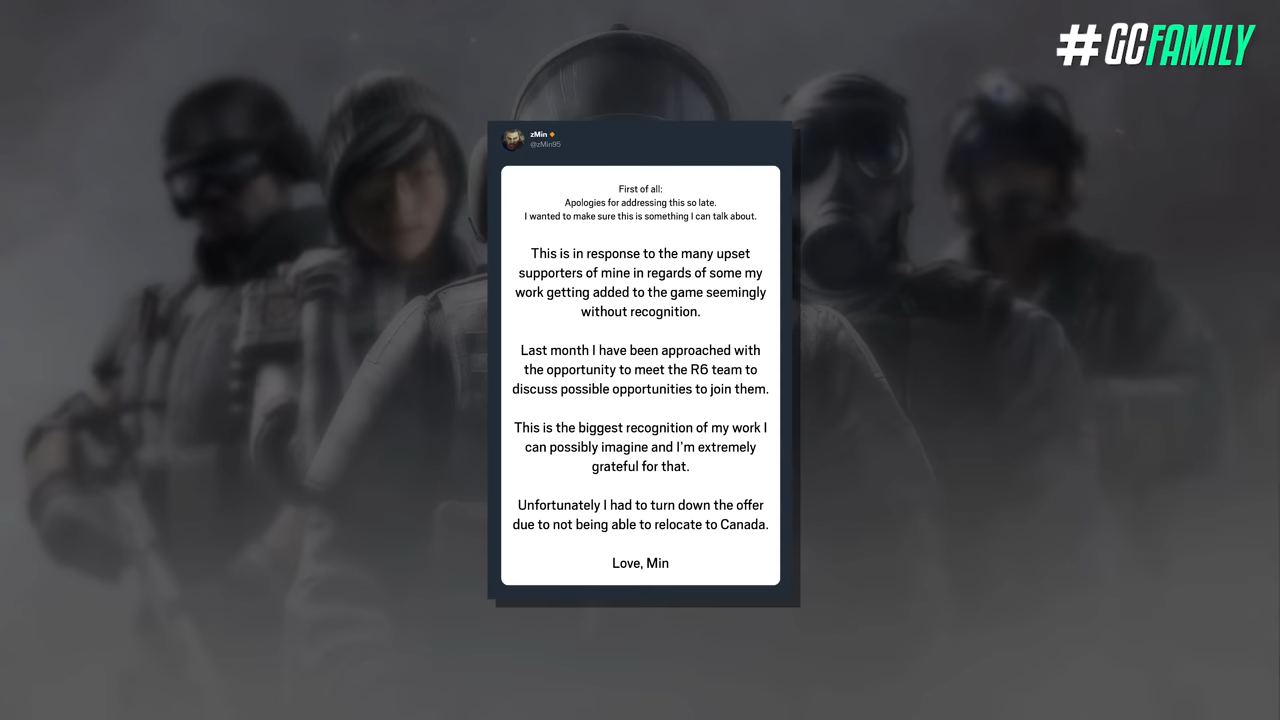 #GCFAMILY
zMin
@zMin95
First of all:
Apologies for addressing this so late.
I wanted to make sure this is something I can talk about.
This is in response to the many upset
supporters of mine in regards of some my
work getting added to the game seemingly
without recognition.
Last month I have been approached with
the opportunity to meet the R6 team to
discuss possible opportunities to join them.
This is the biggest recognition of my work I
can possibly imagine and I'm extremely
grateful for that.
Unfortunately I had to turn down the offer
due to not being able to relocate to Canada.
Love, Min